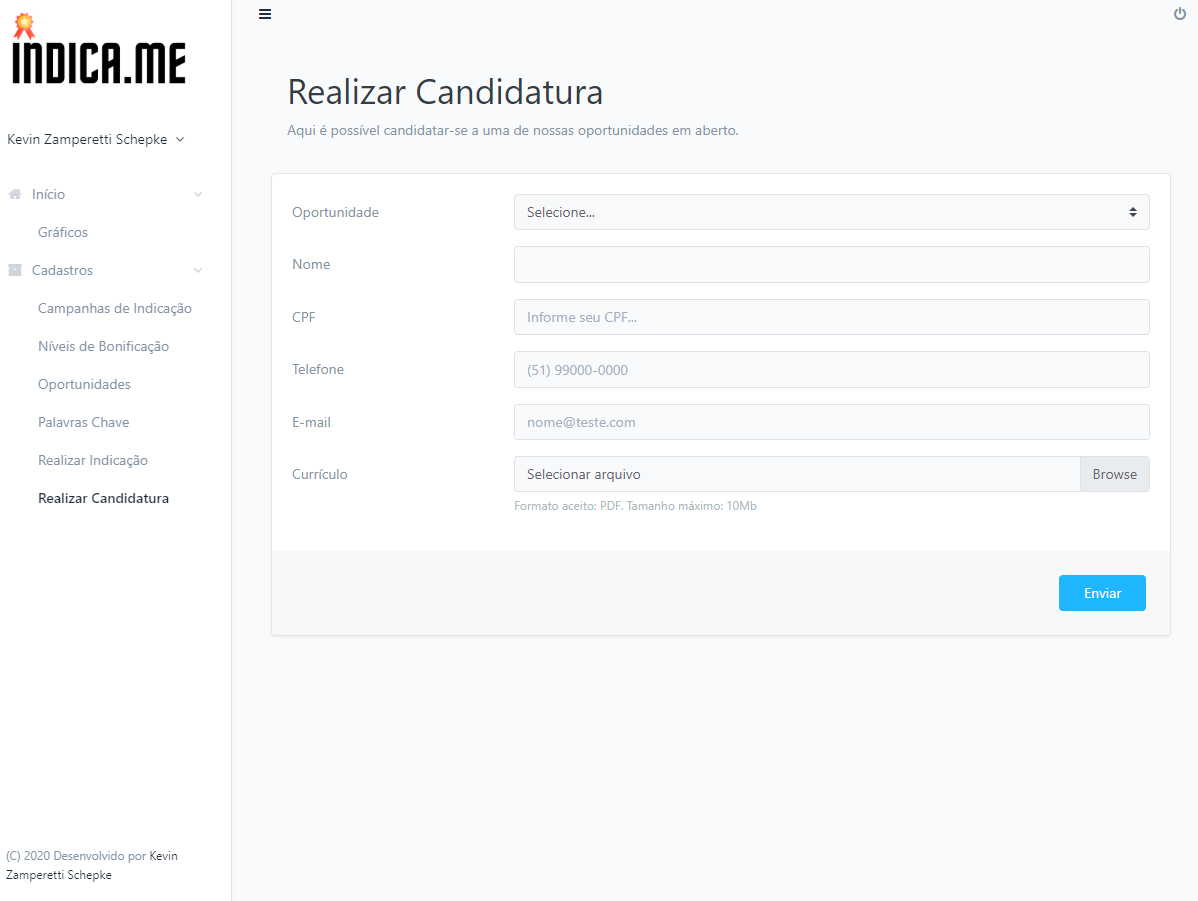 INDICA.ME
Kevin Zamperetti Schepke
Início
Gráficos
Cadastros
Campanhas de Indicação
Níveis de Bonificação
Oportunidades
Palavras Chave
Realizar Indicação
Realizar Candidatura
(C) 2020 Desenvolvido por Kevin
Zamperetti Schepke
Realizar Candidatura
Aqui é possível candidatar-se a uma de nossas oportunidades em aberto.
Oportunidade
Selecione...
Nome
CPF
Informe seu CPF...
Telefone
(51) 99000-0000
E-mail
nome@teste.com
Currículo
Selecionar arquivo
Browse
Formato aceito: PDF. Tamanho máximo: 10Mb
Enviar